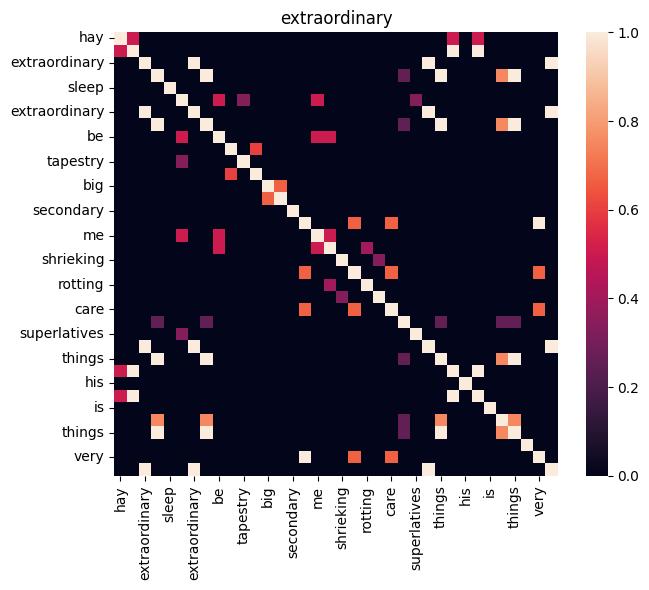 extraordinary
hay
extraordinary
sleep
extraordinary
be
tapestry
big
secondary
me
shrieking
rotting
care
superlatives
things
his
is
things
very
1.0
0.8
0.6
0.4
0.2
0.0
hay
extraordinary
sleep
extraordinary
be
tapestry
big
secondary
me
shrieking
rotting
care
superlatives
things
his
is
things
very